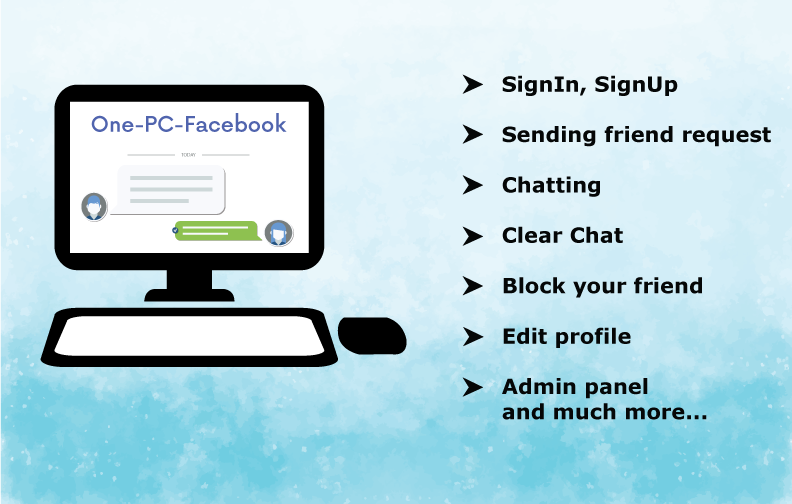 One-PC-Facebook
TODAY
SignIn, SignUp
Sending friend request
Chatting
Clear Chat
Block your friend
Edit profile
Admin panel
and much more...